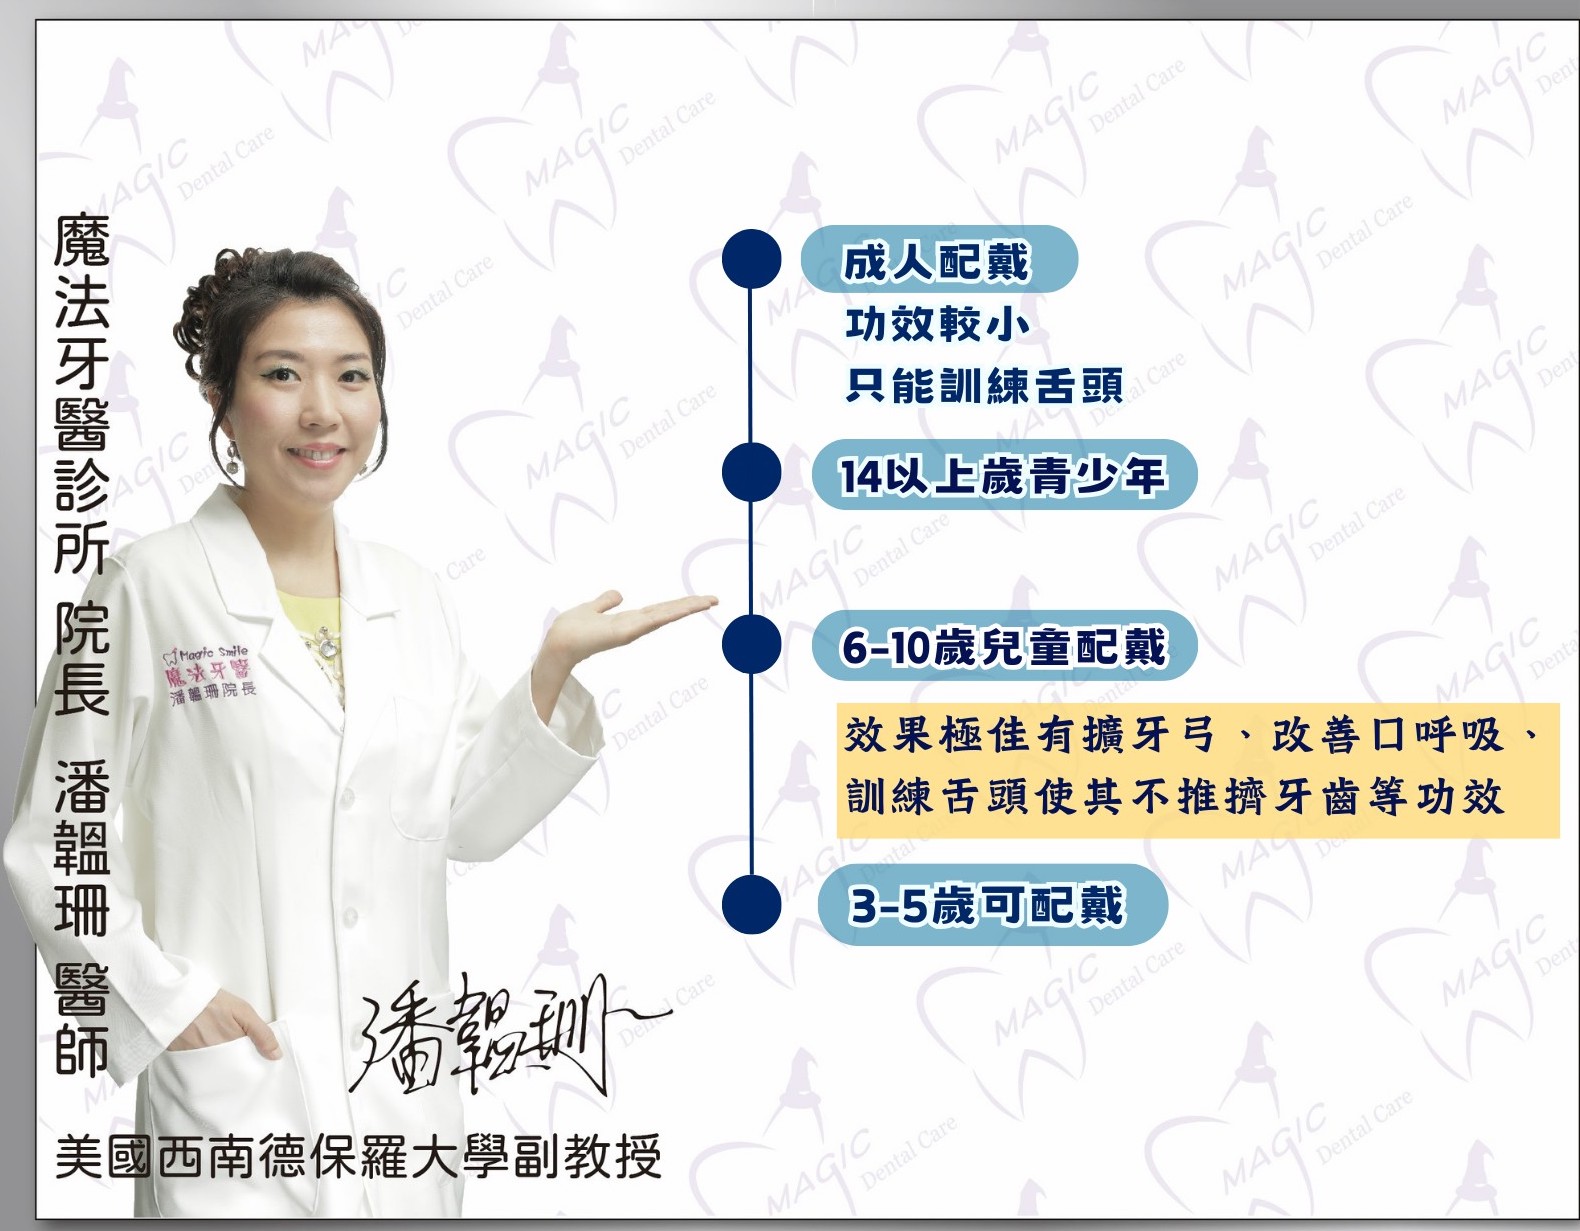 魔法牙醫診所 院長 潘韞珊 醫師
Magic Smile
魔法牙醫
潘韞珊院長
潘韞珊
美國西南德保羅大學副教授
成人配戴
功效較小
只能訓練舌頭
14以上歲青少年
6-10歲兒童配戴
效果極佳有擴牙弓、改善口呼吸、
訓練舌頭使其不推擠牙齒等功效
3-5歲可配戴
MAGIC
Dental Care